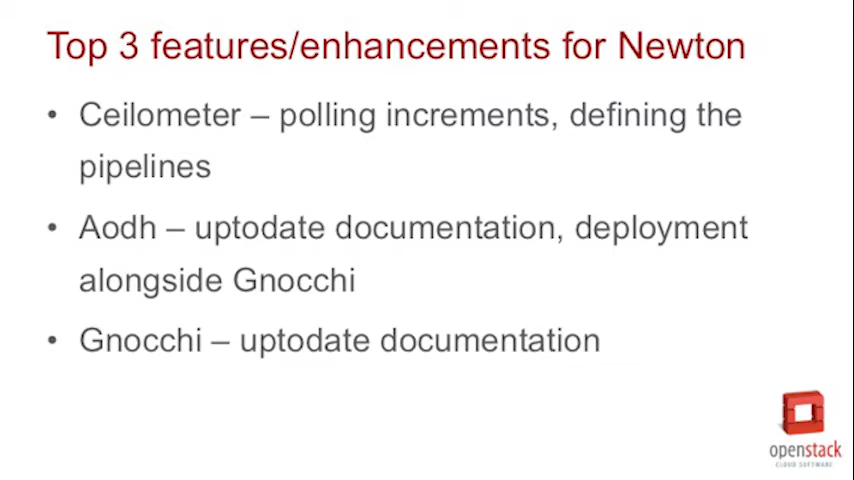 Top 3 features/enhancements for Newton
• Ceilometer – polling increments, defining the
pipelines
• Aodh – uptodate documentation, deployment
alongside Gnocchi
• Gnocchi – uptodate documentation
openstack
CLOUD SOFTWARE